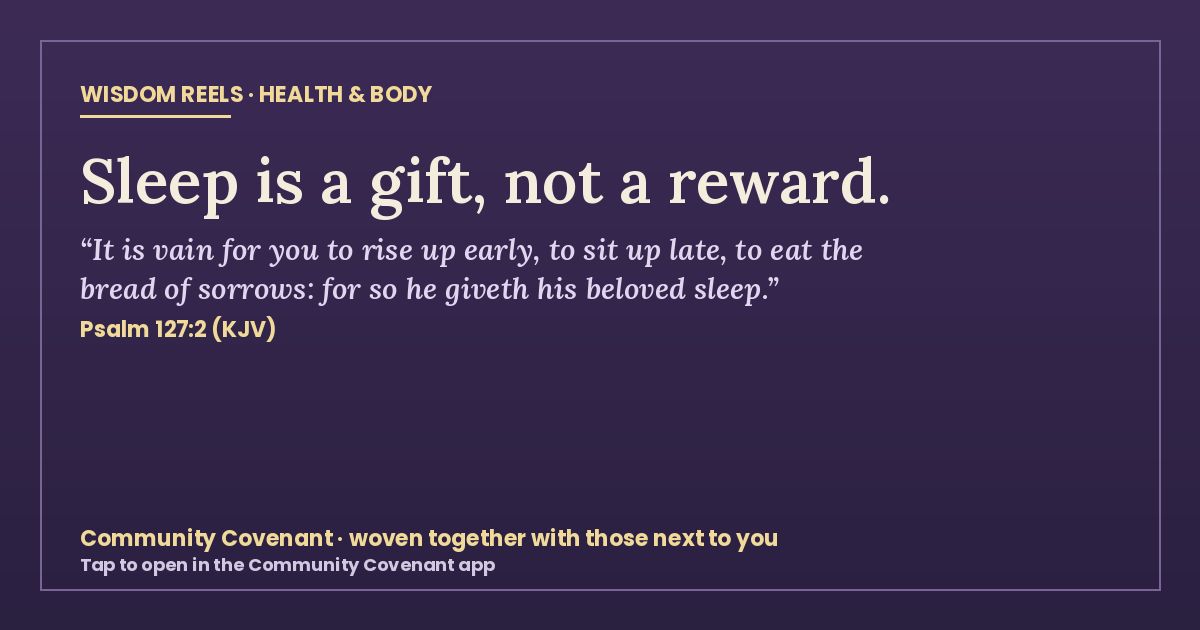 WISDOM REELS · HEALTH & BODY
Sleep is a gift, not a reward.
“It is vain for you to rise up early, to sit up late, to eat the
bread of sorrows: for so he giveth his beloved sleep.”
Psalm 127:2 (KJV)
Community Covenant · woven together with those next to you
Tap to open in the Community Covenant app